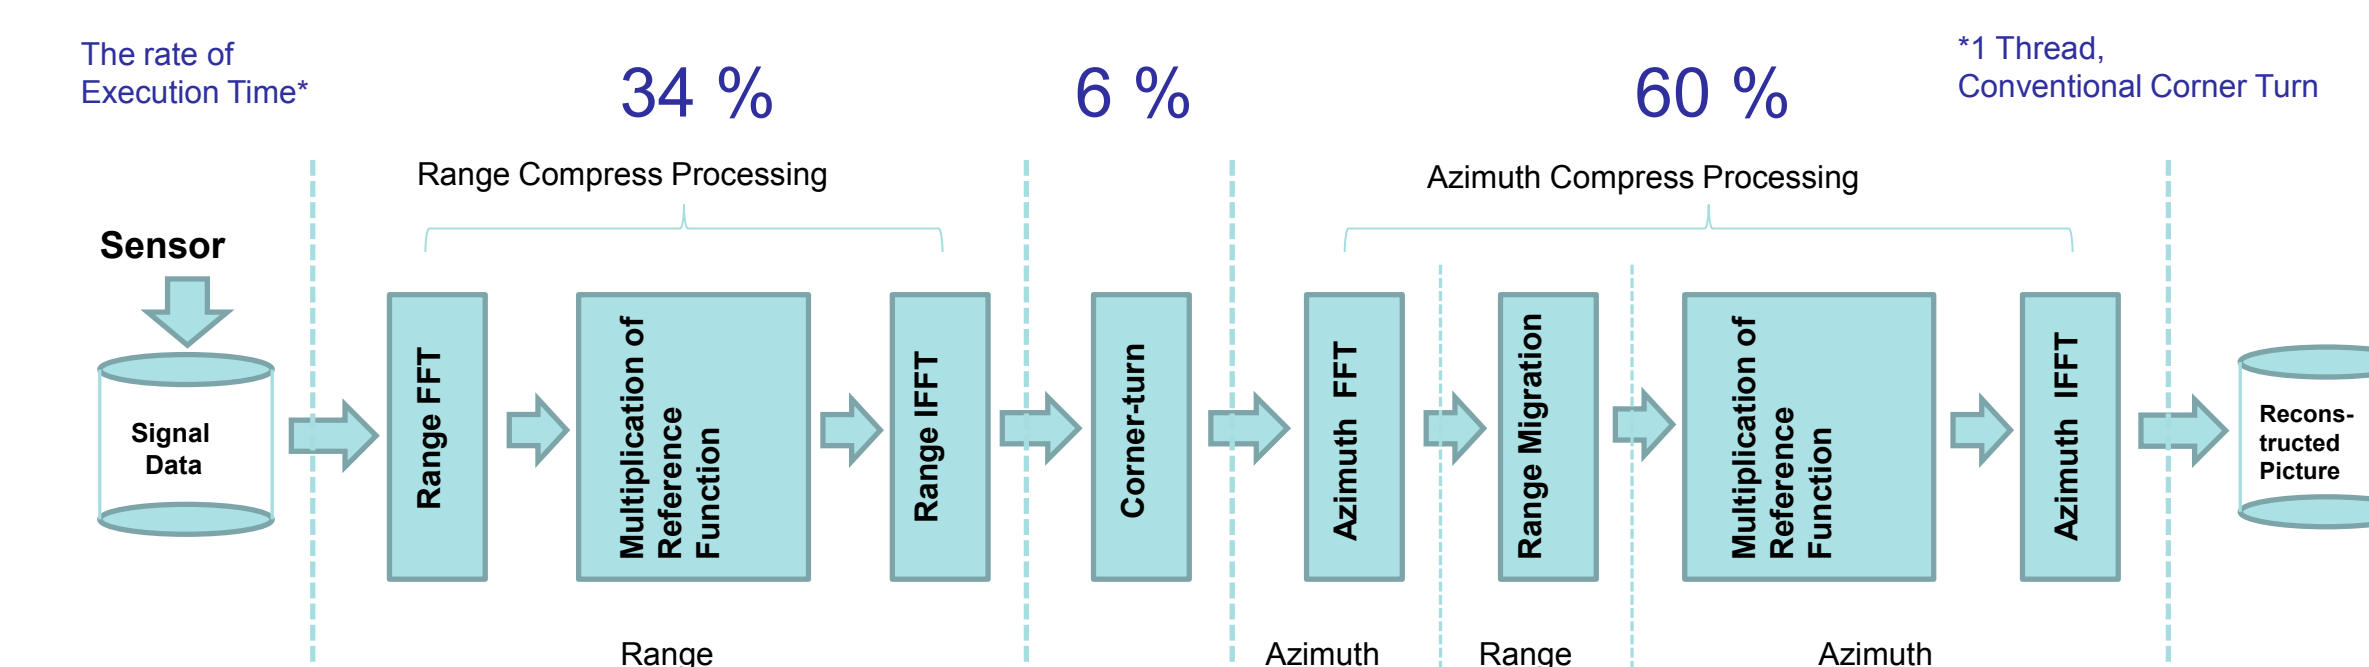 The rate of
Execution Time*
34 %
6 %
60 %
*1 Thread,
Conventional Corner Turn
Range Compress Processing
Azimuth Compress Processing
Sensor
Signal
Data
Range FFT
Multiplication of
Reference
Function
Range IFFT
Corner-turn
Azimuth FFT
Range Migration
Multiplication of
Reference
Function
Azimuth IFFT
Recons-
tructed
Picture
Range
Azimuth
Range
Azimuth